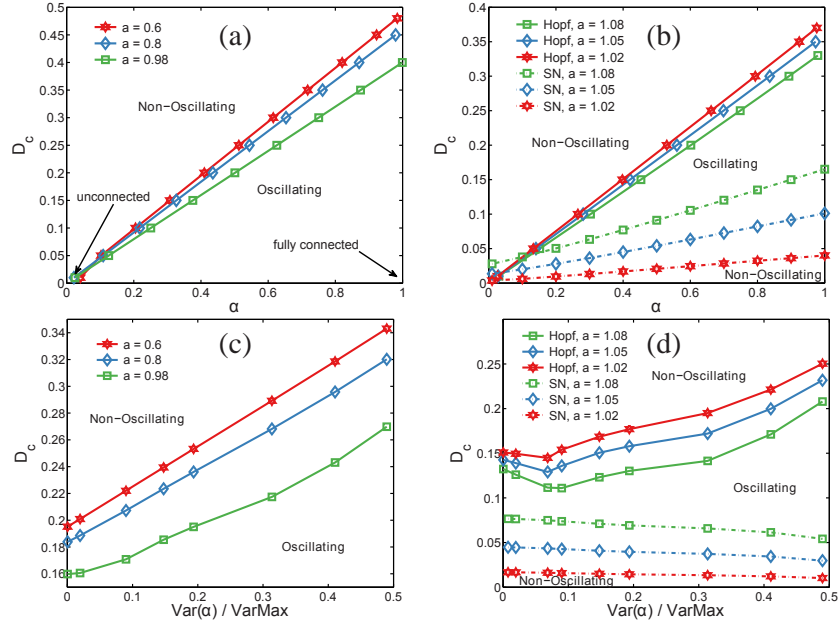 (a)
a = 0.6
a = 0.8
a = 0.98
Non−Oscillating
Oscillating
unconnected
fully connected
D_c
0.5
0.45
0.4
0.35
0.3
0.25
0.2
0.15
0.1
0.05
0
0 0.2 0.4 0.6 0.8 1
α
(b)
Hopf, a = 1.08
Hopf, a = 1.05
Hopf, a = 1.02
SN, a = 1.08
SN, a = 1.05
SN, a = 1.02
Non−Oscillating
Oscillating
Non−Oscillating
D_c
0.4
0.35
0.3
0.25
0.2
0.15
0.1
0.05
0
0 0.2 0.4 0.6 0.8 1
α
(c)
a = 0.6
a = 0.8
a = 0.98
Non−Oscillating
Oscillating
D_c
0.34
0.32
0.3
0.28
0.26
0.24
0.22
0.20
0.18
0.16
0 0.1 0.2 0.3 0.4 0.5
Var(α) / VarMax
(d)
Hopf, a = 1.08
Hopf, a = 1.05
Hopf, a = 1.02
SN, a = 1.08
SN, a = 1.05
SN, a = 1.02
Non−Oscillating
Oscillating
Non−Oscillating
D_c
0.25
0.2
0.15
0.1
0.05
0
0 0.1 0.2 0.3 0.4 0.5
Var(α) / VarMax